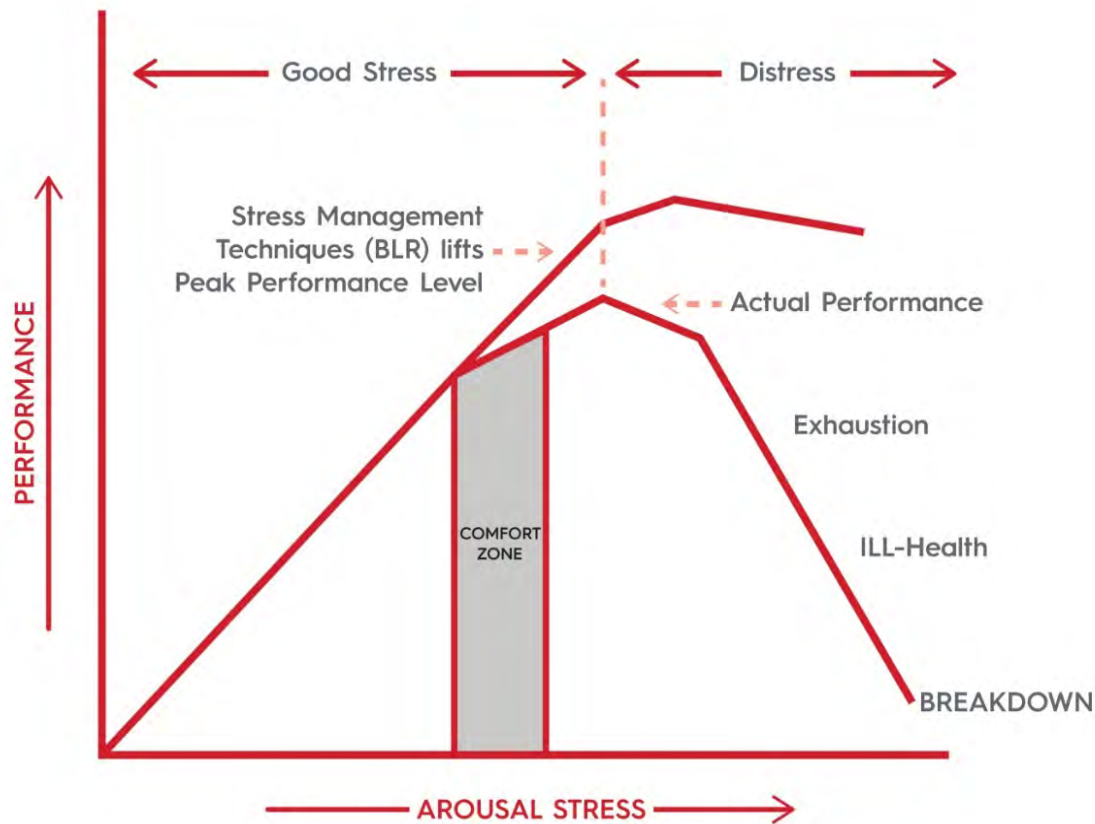 Good Stress
Distress
Stress Management
Techniques (BLR) lifts
Peak Performance Level
Actual Performance
PERFORMANCE
Exhaustion
COMFORT
ZONE
ILL-Health
BREAKDOWN
AROUSAL STRESS